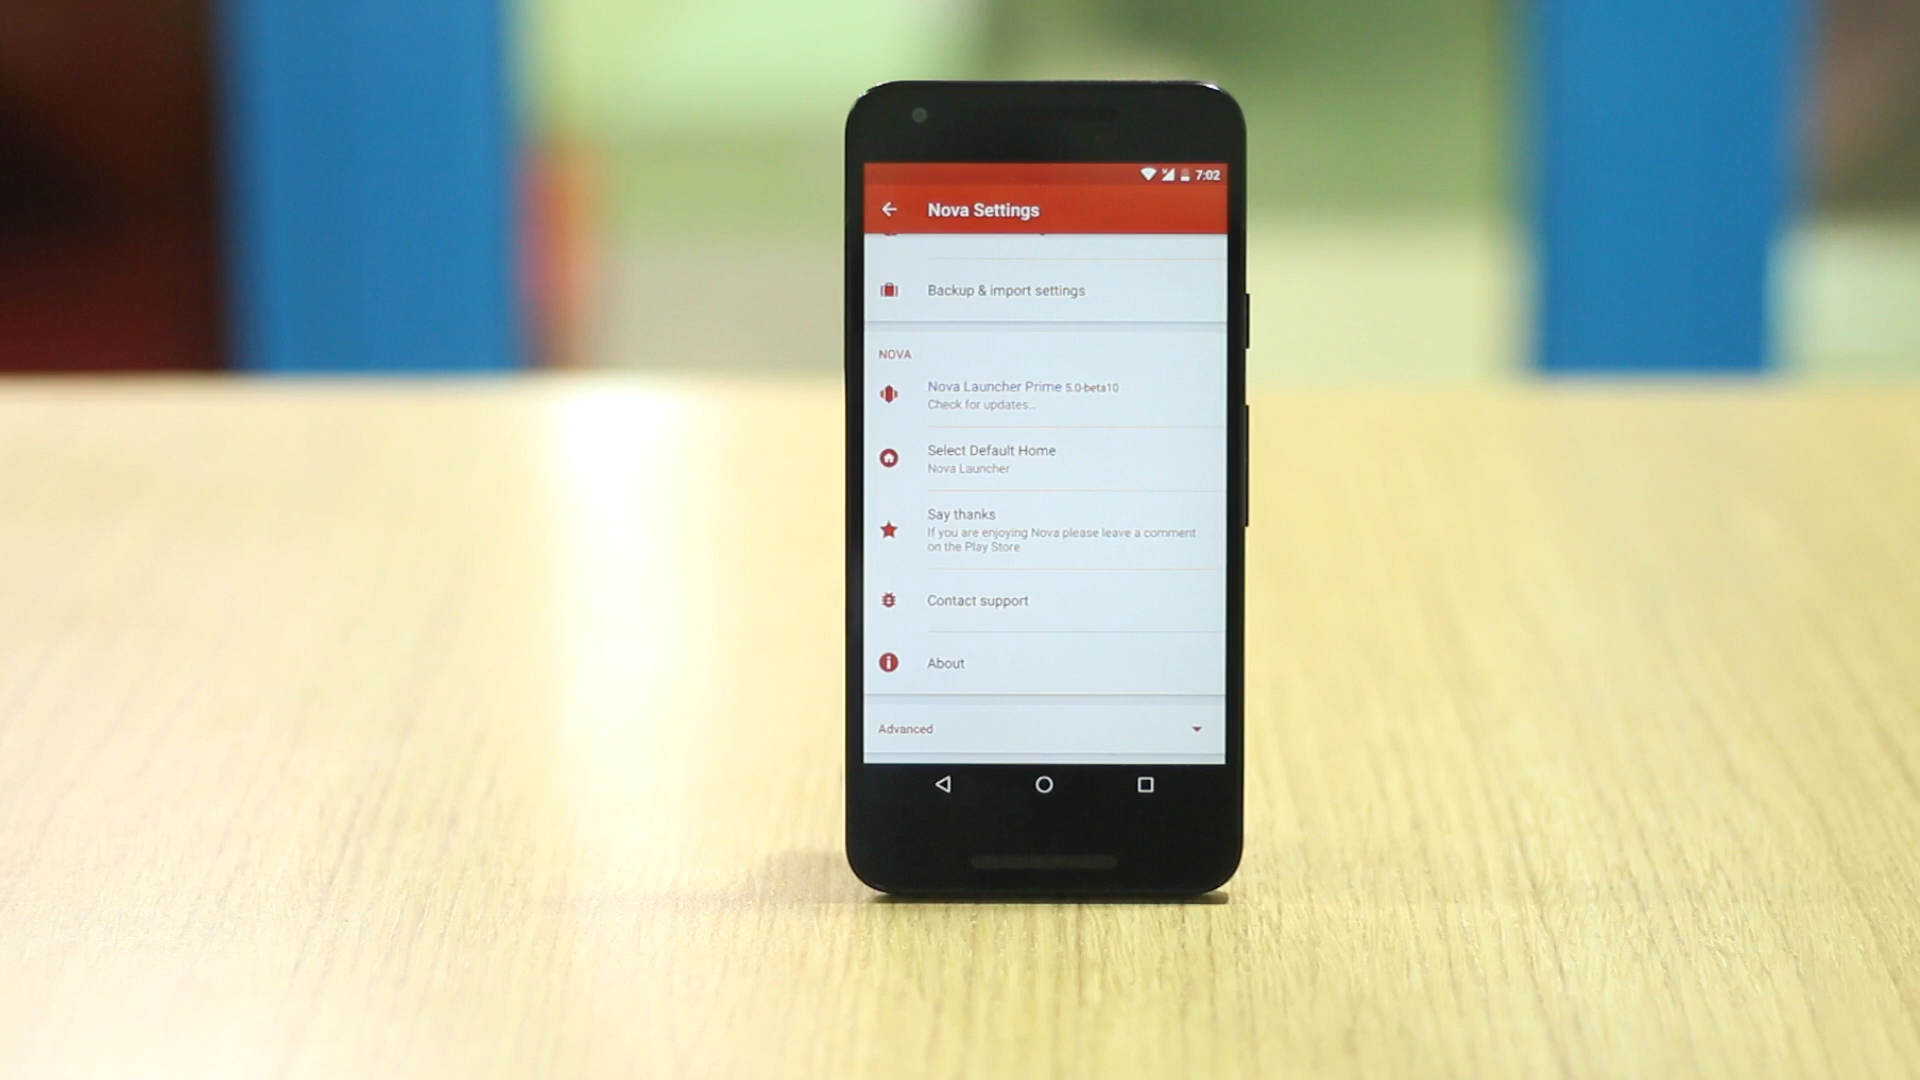 7:02
Nova Settings
Backup & import settings
NOVA
Nova Launcher Prime 5.0-beta10
Check for updates...
Select Default Home
Nova Launcher
Say thanks
If you are enjoying Nova please leave a comment
on the Play Store
Contact support
About
Advanced